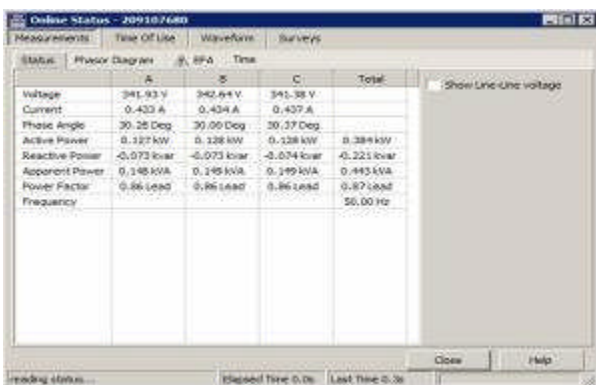 Online Status - 209107680
Measurements Time Of Use Waveform Surveys
Status Phasor Diagram EFA Time
A B C Total
Show Line-Line voltage
Voltage 341.93 V 342.64 V 341.38 V
Current 0.433 A 0.434 A 0.437 A
Phase Angle 30.28 Deg 30.00 Deg 30.37 Deg
Active Power 0.127 kW 0.128 kW 0.128 kW 0.384 kW
Reactive Power -0.073 kvar -0.073 kvar -0.074 kvar -0.221 kvar
Apparent Power 0.148 kVA 0.149 kVA 0.443 kVA
Power Factor 0.86 Lead 0.86 Lead 0.86 Lead 0.87 Lead
Frequency 50.00 Hz
Close Help
reading status... Elapsed Time 0.0s Last Time 0.3s